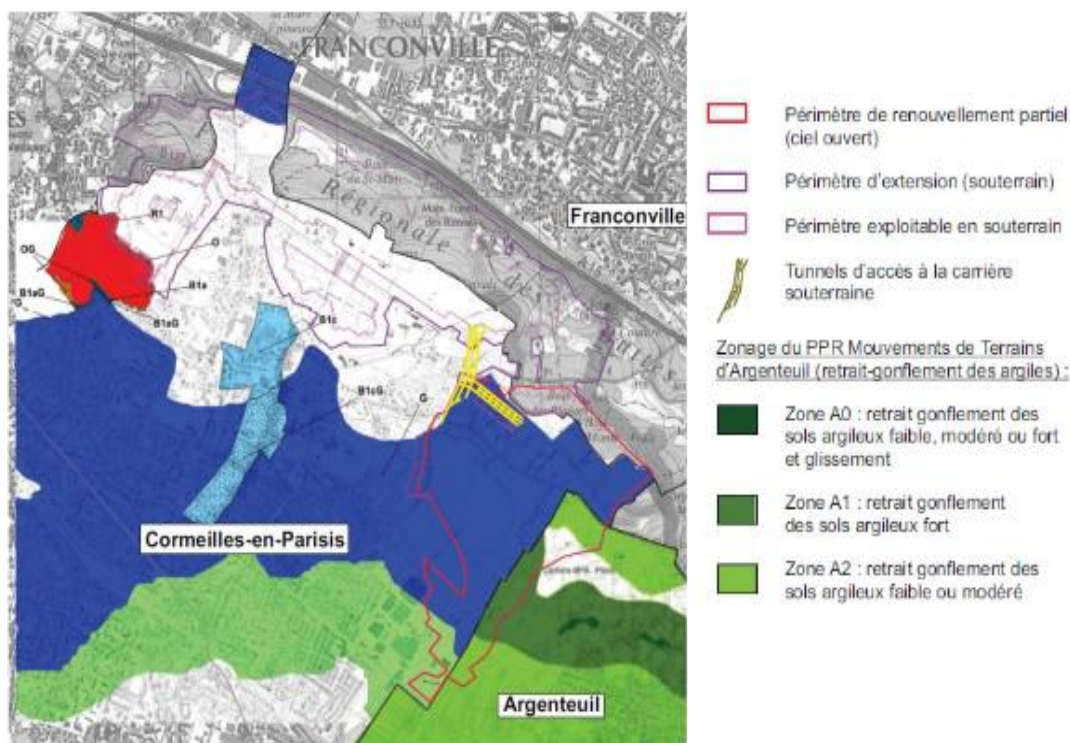 FRANCONVILLE
Régionale
Franconville
R1
O
OG
B1a
B1aG
B1aG
G
B1c
B1cG
G
Cormeilles-en-Parisis
Argenteuil
Périmètre de renouvellement partiel
(ciel ouvert)
Périmètre d'extension (souterrain)
Périmètre exploitable en souterrain
Tunnels d'accès à la carrière
souterraine
Zonage du PPR Mouvements de Terrains
d'Argenteuil (retrait-gonflement des argiles) :
Zone A0 : retrait gonflement des
sols argileux faible, modéré ou fort
et glissement
Zone A1 : retrait gonflement
des sols argileux fort
Zone A2 : retrait gonflement des
sols argileux faible ou modéré